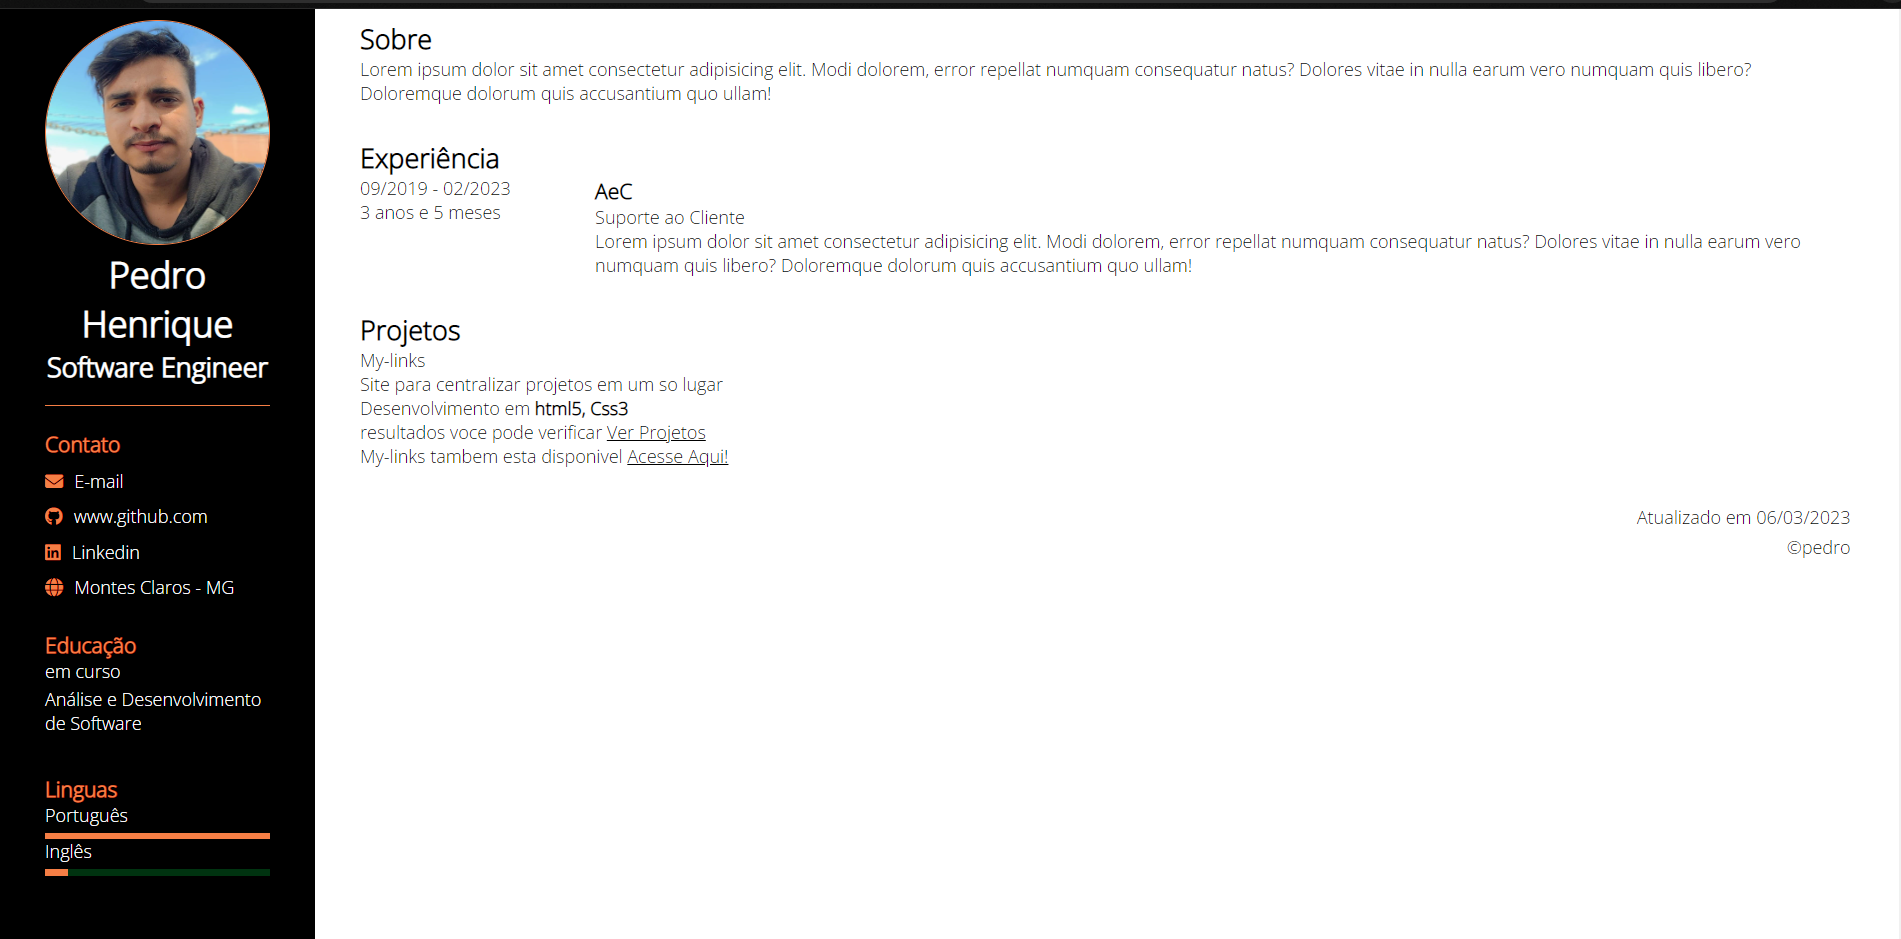 Pedro
Henrique
Software Engineer
Contato
E-mail
www.github.com
Linkedin
Montes Claros - MG
Educação
em curso
Análise e Desenvolvimento
de Software
Linguas
Português
Inglês
Sobre
Lorem ipsum dolor sit amet consectetur adipisicing elit. Modi dolorem, error repellat numquam consequatur natus? Dolores vitae in nulla earum vero numquam quis libero?
Doloremque dolorum quis accusantium quo ullam!
Experiência
09/2019 - 02/2023
3 anos e 5 meses
AeC
Suporte ao Cliente
Lorem ipsum dolor sit amet consectetur adipisicing elit. Modi dolorem, error repellat numquam consequatur natus? Dolores vitae in nulla earum vero
numquam quis libero? Doloremque dolorum quis accusantium quo ullam!
Projetos
My-links
Site para centralizar projetos em um so lugar
Desenvolvimento em html5, Css3
resultados voce pode verificar Ver Projetos
My-links tambem esta disponivel Acesse Aqui!
Atualizado em 06/03/2023
©pedro